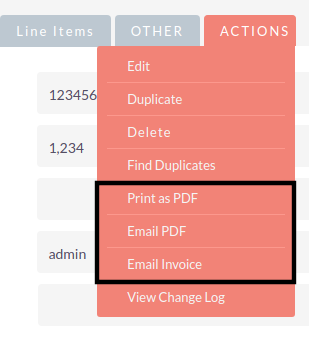 Line Items OTHER ACTIONS
Edit
123456
Duplicate
Delete
1,234
Find Duplicates
Print as PDF
Email PDF
admin
Email Invoice
View Change Log